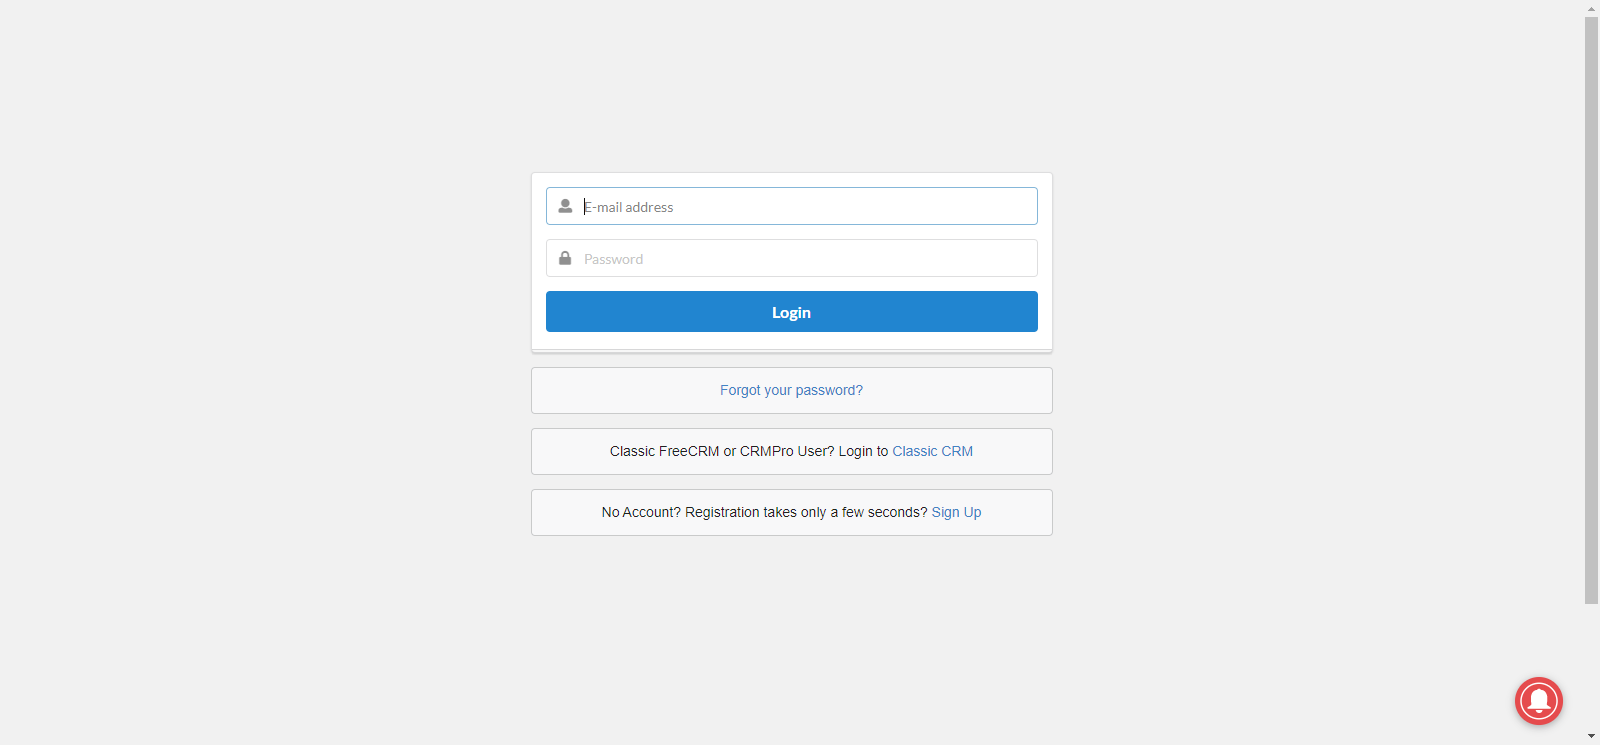 E-mail address
Password
Login
Forgot your password?
Classic FreeCRM or CRMPro User? Login to Classic CRM
No Account? Registration takes only a few seconds? Sign Up